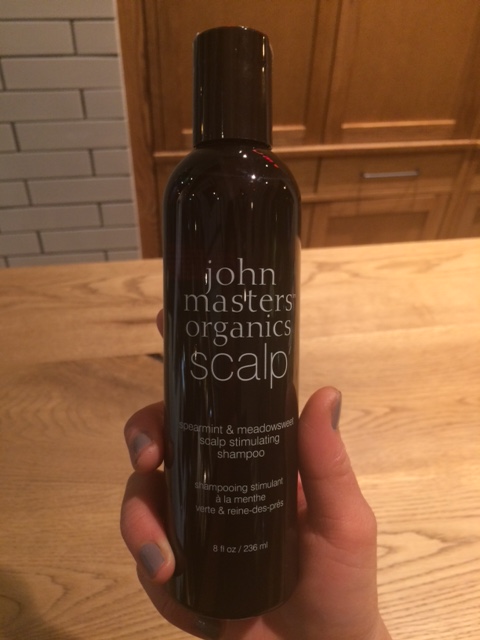 john
masters
organics
scalp
spearmint & meadowsweet
scalp stimulating
shampoo
shampooing stimulant
à la menthe
verte & reine-des-prés
8 fl oz / 236 ml